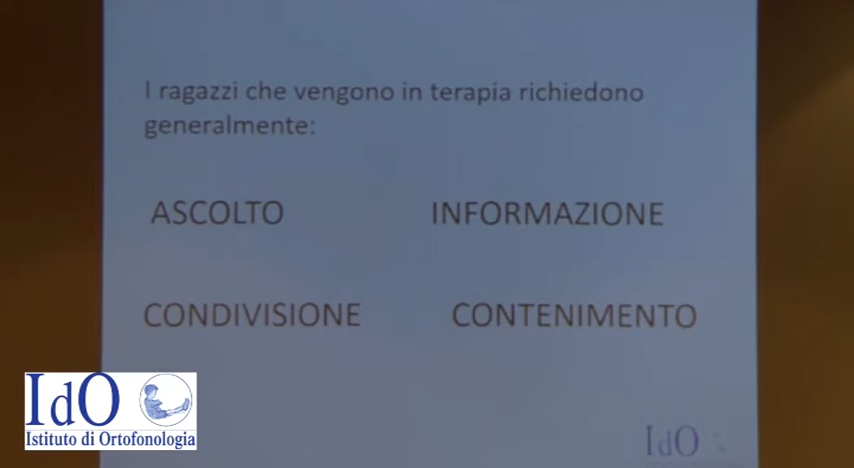 I ragazzi che vengono in terapia richiedono
generalmente:
ASCOLTO INFORMAZIONE
CONDIVISIONE CONTENIMENTO
IdO
Istituto di Ortofonologia
IdO